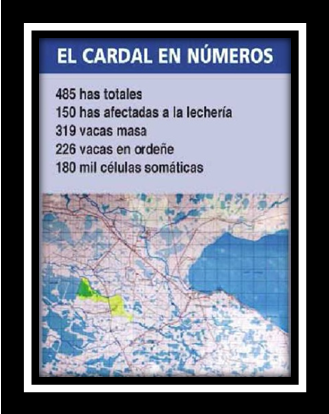 EL CARDAL EN NÚMEROS
485 has totales
150 has afectadas a la lechería
319 vacas masa
226 vacas en ordeñe
180 mil células somáticas